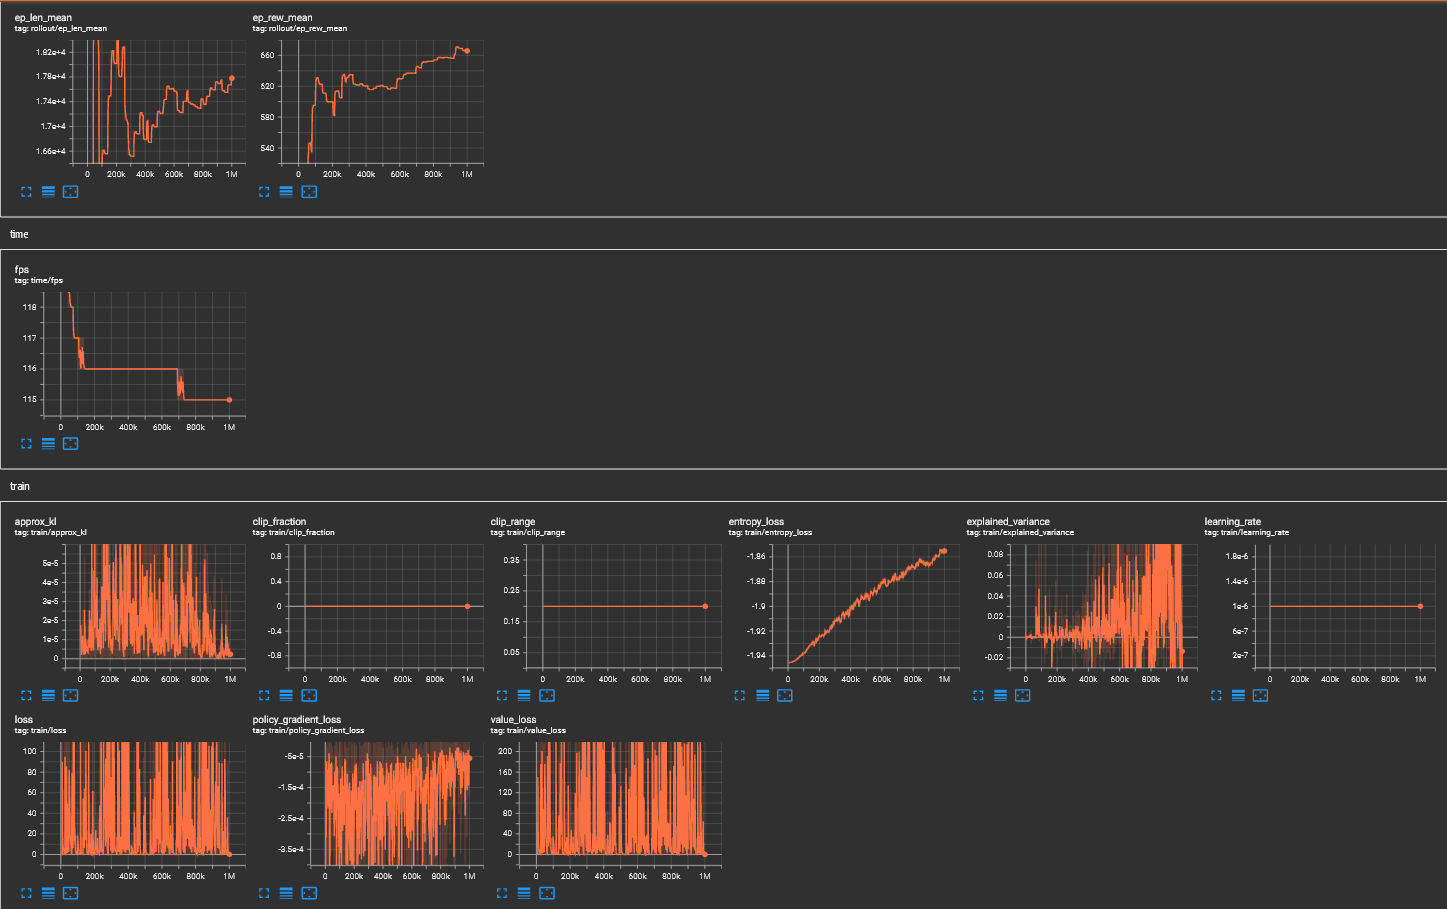 ep_len_mean
tag: rollout/ep_len_mean
1.82e+4
1.78e+4
1.74e+4
1.7e+4
1.66e+4
0 200k 400k 600k 800k 1M
ep_rew_mean
tag: rollout/ep_rew_mean
660
620
580
540
0 200k 400k 600k 800k 1M
time
fps
tag: time/fps
118
117
116
115
0 200k 400k 600k 800k 1M
train
approx_kl
tag: train/approx_kl
5e-5
4e-5
3e-5
2e-5
1e-5
0
0 200k 400k 600k 800k 1M
clip_fraction
tag: train/clip_fraction
0.8
0.4
0
-0.4
-0.8
0 200k 400k 600k 800k 1M
clip_range
tag: train/clip_range
0.35
0.25
0.15
0.05
0 200k 400k 600k 800k 1M
entropy_loss
tag: train/entropy_loss
-1.86
-1.88
-1.9
-1.92
-1.94
0 200k 400k 600k 800k 1M
explained_variance
tag: train/explained_variance
0.08
0.06
0.04
0.02
0
-0.02
0 200k 400k 600k 800k 1M
learning_rate
tag: train/learning_rate
1.8e-6
1.4e-6
1e-6
6e-7
2e-7
0 200k 400k 600k 800k 1M
loss
tag: train/loss
100
80
60
40
20
0
0 200k 400k 600k 800k 1M
policy_gradient_loss
tag: train/policy_gradient_loss
-5e-5
-1.5e-4
-2.5e-4
-3.5e-4
0 200k 400k 600k 800k 1M
value_loss
tag: train/value_loss
200
160
120
80
40
0
0 200k 400k 600k 800k 1M